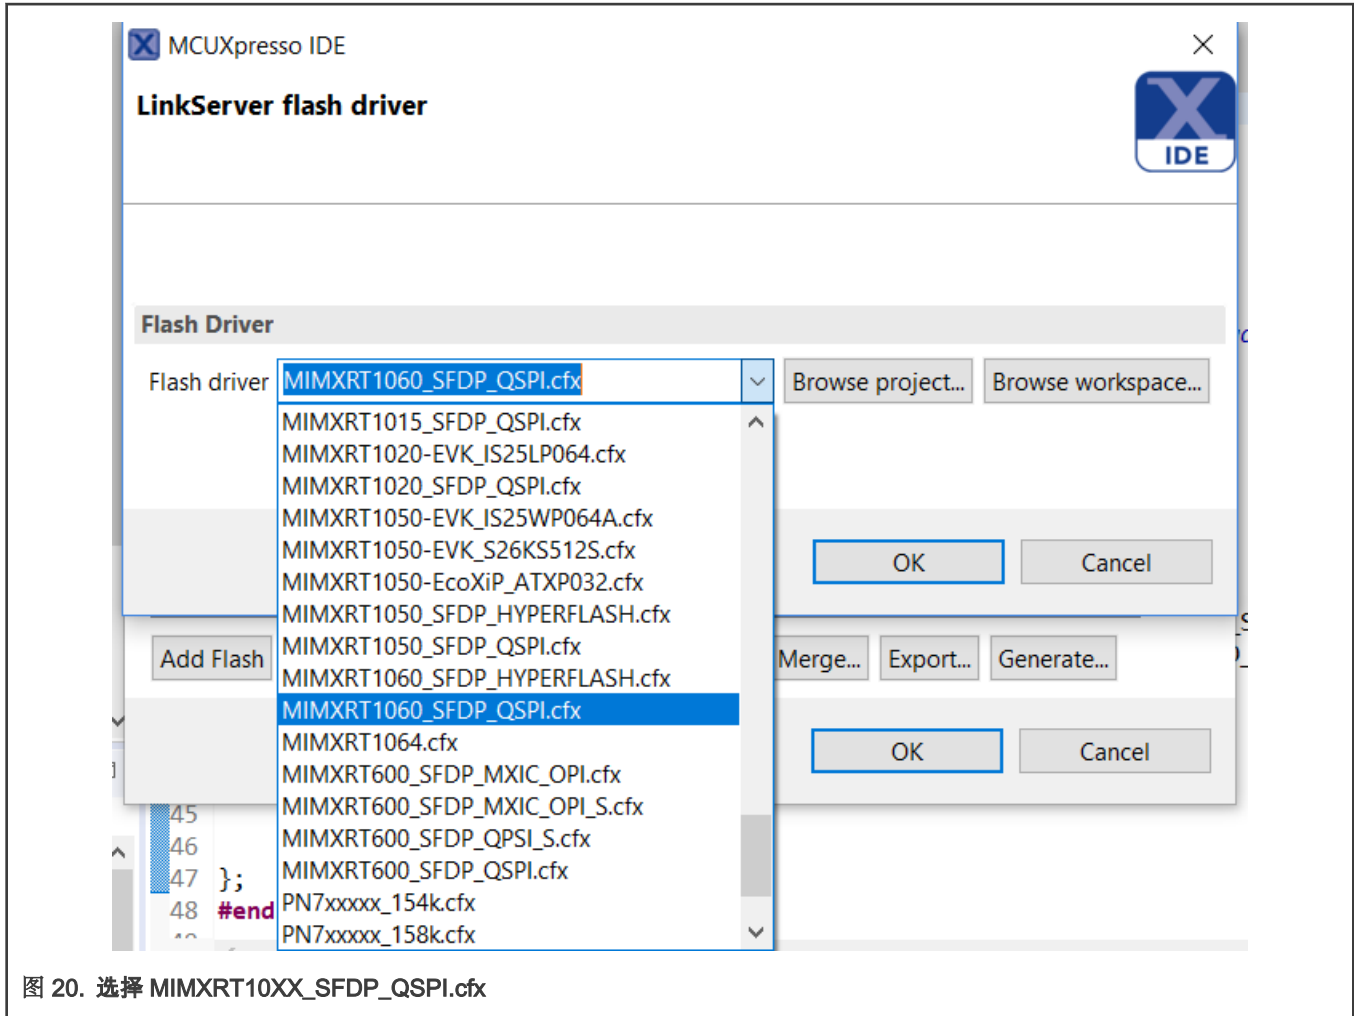 MCUXpresso IDE
LinkServer flash driver
IDE
Flash Driver
Flash driver MIMXRT1060_SFDP_QSPI.cfx Browse project... Browse workspace...
MIMXRT1015_SFDP_QSPI.cfx
MIMXRT1020-EVK_IS25LP064.cfx
MIMXRT1020_SFDP_QSPI.cfx
MIMXRT1050-EVK_IS25WP064A.cfx
MIMXRT1050-EVK_S26KS512S.cfx
OK Cancel
MIMXRT1050-EcoXiP_ATXP032.cfx
MIMXRT1050_SFDP_HYPERFLASH.cfx
MIMXRT1050_SFDP_QSPI.cfx
Add Flash Merge... Export... Generate...
MIMXRT1060_SFDP_HYPERFLASH.cfx
MIMXRT1060_SFDP_QSPI.cfx
MIMXRT1064.cfx
OK Cancel
MIMXRT600_SFDP_MXIC_OPI.cfx
MIMXRT600_SFDP_MXIC_OPI_S.cfx
45
MIMXRT600_SFDP_QPSI_S.cfx
46
MIMXRT600_SFDP_QSPI.cfx
47 };
PN7xxxxx_154k.cfx
48 #end
PN7xxxxx_158k.cfx
图 20. 选择 MIMXRT10XX_SFDP_QSPI.cfx